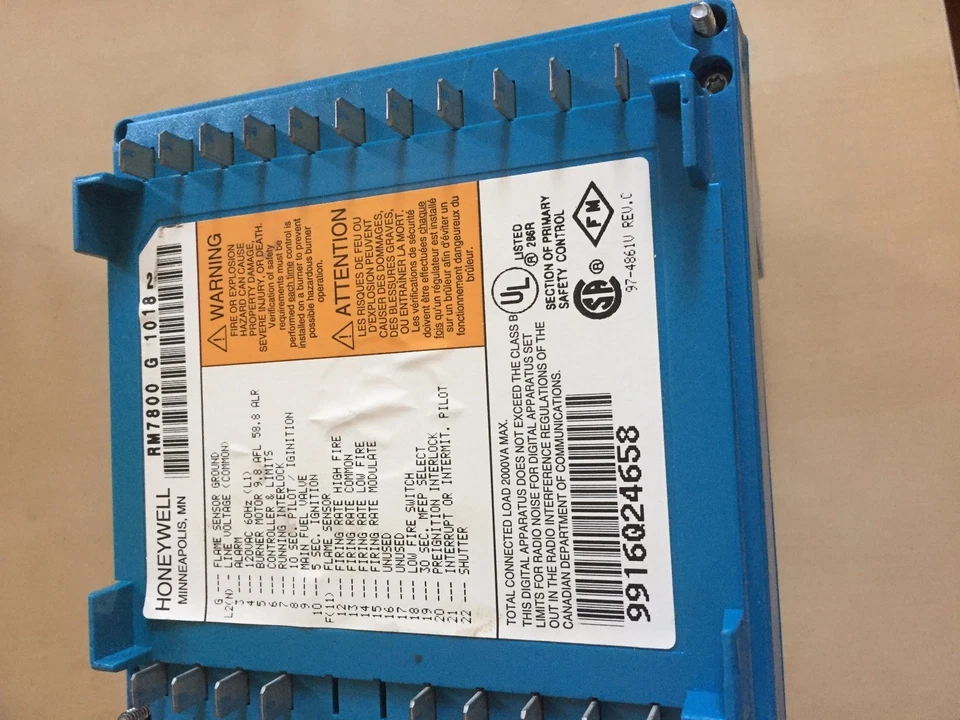 HONEYWELL
MINNEAPOLIS, MN
RM7800 G 1018 2
G --- FLAME SENSOR GROUND
L2(N) - LINE VOLTAGE (COMMON)
3 --- ALARM
4 --- 120VAC 60Hz (L1)
5 --- BURNER MOTOR 9.8 AFL 58.8 ALR
6 --- CONTROLLER & LIMITS
7 --- RUNNING INTERLOCK
8 --- 10 SEC. PILOT / IGINITION
9 --- MAIN FUEL VALVE
10 --- 5 SEC. IGNITION
F(11) - FLAME SENSOR
12 --- FIRING RATE HIGH FIRE
13 --- FIRING RATE COMMON
14 --- FIRING RATE LOW FIRE
15 --- FIRING RATE MODULATE
16 --- UNUSED
17 --- UNUSED
18 --- LOW FIRE SWITCH
19 --- 30 SEC. MFEP SELECT
20 --- PREIGNITION INTERLOCK
21 --- INTERRUPT OR INTERMIT. PILOT
22 --- SHUTTER
WARNING
FIRE OR EXPLOSION
HAZARD CAN CAUSE
PROPERTY DAMAGE,
SEVERE INJURY, OR DEATH.
Verification of safety
requirements must be
performed each time control is
installed on a burner to prevent
possible hazardous burner
operation.
ATTENTION
LES RISQUES DE FEU OU
D'EXPLOSION PEUVENT
CAUSER DES DOMMAGES,
DES BLESSURES GRAVES,
OU ENTRAÎNER LA MORT.
Les vérifications de sécurité
doivent être effectuées chaque
fois qu'un régulateur est installé
sur un brûleur afin d'éviter un
fonctionnement dangeureux du
brûleur.
TOTAL CONNECTED LOAD 2000VA MAX.
THIS DIGITAL APPARATUS DOES NOT EXCEED THE CLASS B
LIMITS FOR RADIO NOISE FOR DIGITAL APPARATUS SET
OUT IN THE RADIO INTERFERENCE REGULATIONS OF THE
CANADIAN DEPARTMENT OF COMMUNICATIONS.
9916Q24658
UL ® LISTED
286R
SECTION OF PRIMARY
SAFETY CONTROL
SA ®
FM
97-4861V REV.C